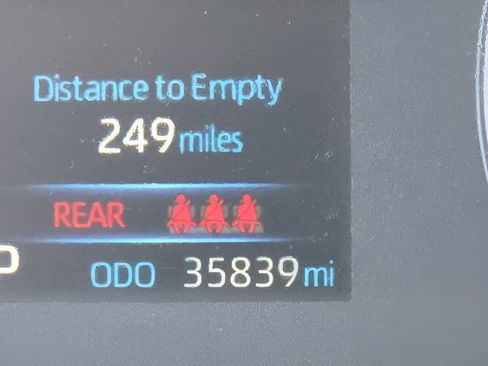 Distance to Empty
249 miles
REAR
ODO 35839 mi